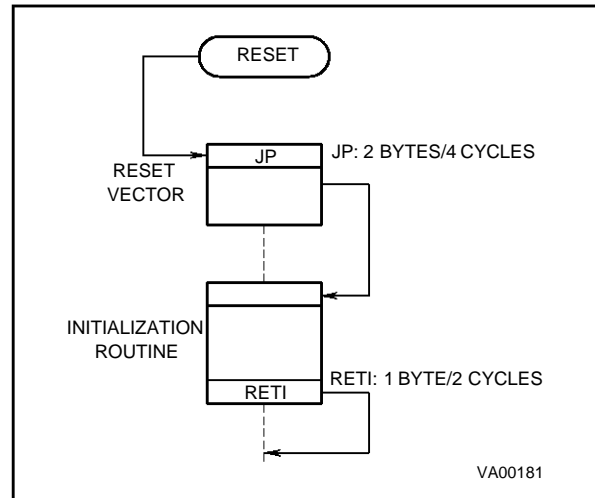 RESET
JP
JP: 2 BYTES/4 CYCLES
RESET
VECTOR
INITIALIZATION
ROUTINE
RETI: 1 BYTE/2 CYCLES
RETI
VA00181